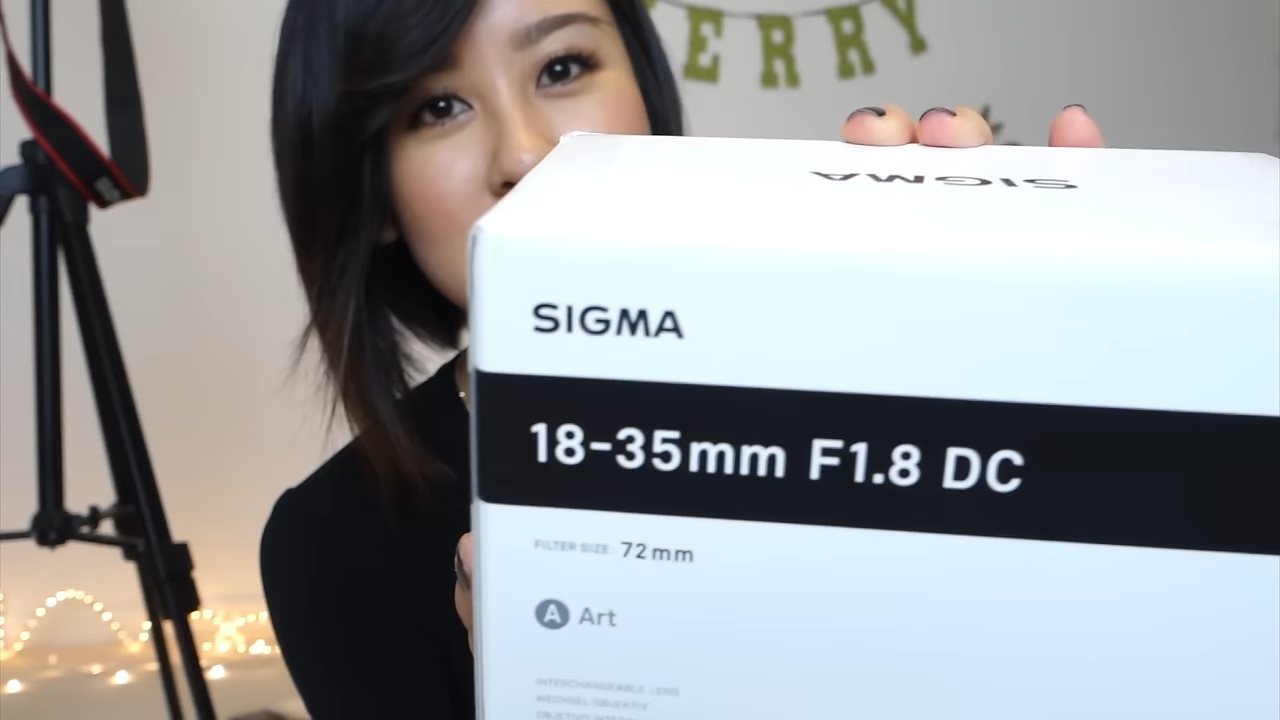 ERRY
SIGMA
SIGMA
18-35mm F1.8 DC
FILTER SIZE: 72mm
A Art
INTERCHANGEABLE LENS
WECHSEL-OBJEKTIV